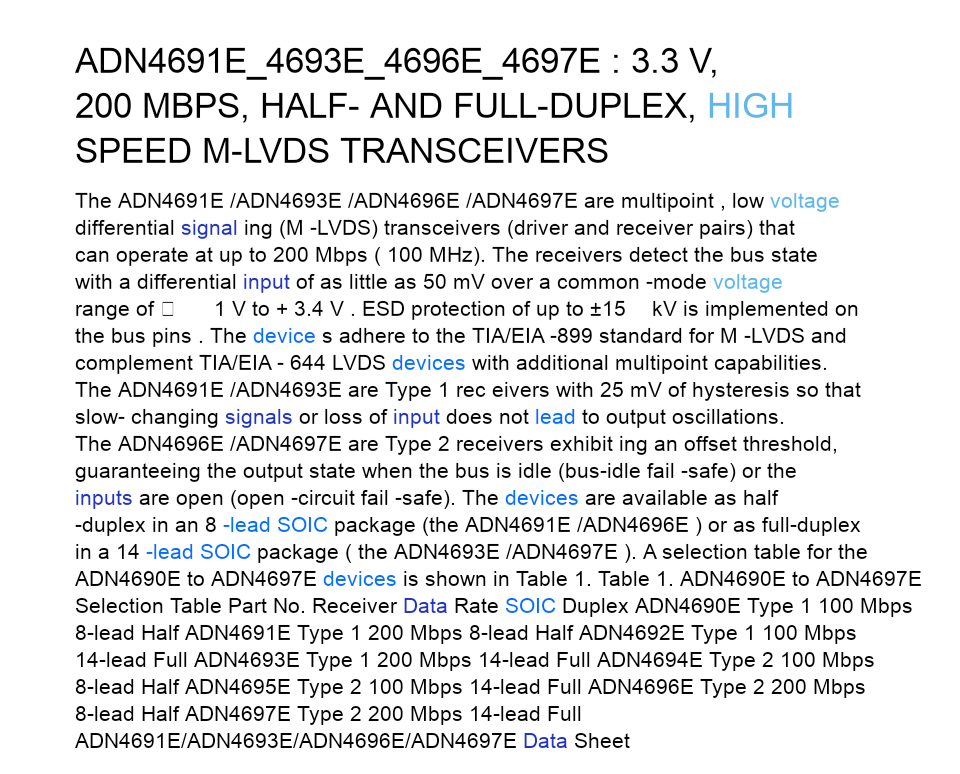 ADN4691E_4693E_4696E_4697E : 3.3 V,
200 MBPS, HALF- AND FULL-DUPLEX, HIGH
SPEED M-LVDS TRANSCEIVERS
The ADN4691E /ADN4693E /ADN4696E /ADN4697E are multipoint , low voltage
differential signal ing (M -LVDS) transceivers (driver and receiver pairs) that
can operate at up to 200 Mbps ( 100 MHz). The receivers detect the bus state
with a differential input of as little as 50 mV over a common -mode voltage
range of □ 1 V to + 3.4 V . ESD protection of up to ±15 kV is implemented on
the bus pins . The device s adhere to the TIA/EIA -899 standard for M -LVDS and
complement TIA/EIA - 644 LVDS devices with additional multipoint capabilities.
The ADN4691E /ADN4693E are Type 1 rec eivers with 25 mV of hysteresis so that
slow- changing signals or loss of input does not lead to output oscillations.
The ADN4696E /ADN4697E are Type 2 receivers exhibit ing an offset threshold,
guaranteeing the output state when the bus is idle (bus-idle fail -safe) or the
inputs are open (open -circuit fail -safe). The devices are available as half
-duplex in an 8 -lead SOIC package (the ADN4691E /ADN4696E ) or as full-duplex
in a 14 -lead SOIC package ( the ADN4693E /ADN4697E ). A selection table for the
ADN4690E to ADN4697E devices is shown in Table 1. Table 1. ADN4690E to ADN4697E
Selection Table Part No. Receiver Data Rate SOIC Duplex ADN4690E Type 1 100 Mbps
8-lead Half ADN4691E Type 1 200 Mbps 8-lead Half ADN4692E Type 1 100 Mbps
14-lead Full ADN4693E Type 1 200 Mbps 14-lead Full ADN4694E Type 2 100 Mbps
8-lead Half ADN4695E Type 2 100 Mbps 14-lead Full ADN4696E Type 2 200 Mbps
8-lead Half ADN4697E Type 2 200 Mbps 14-lead Full
ADN4691E/ADN4693E/ADN4696E/ADN4697E Data Sheet